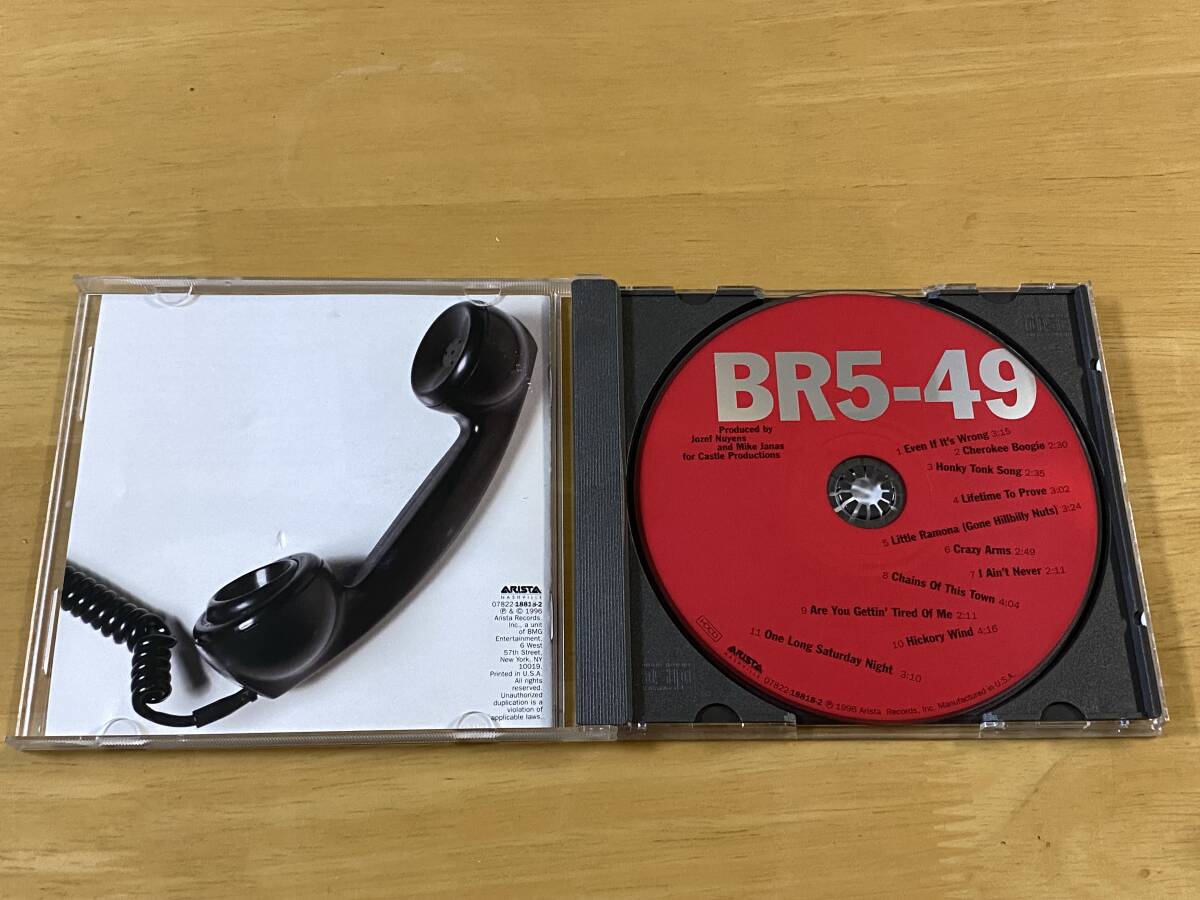 ARISTA
NASHVILLE
07822-18818-2
℗ & © 1996
Arista Records,
Inc., a unit
of BMG
Entertainment,
6 West
57th Street,
New York, NY
10019.
Printed in U.S.A.
All rights
reserved.
Unauthorized
duplication is a
violation of
applicable laws.
BR5-49
Produced by
Jozef Nuyens
and Mike Janas
for Castle Productions
1 Even If It's Wrong 3:15
2 Cherokee Boogie 2:30
3 Honky Tonk Song 2:35
4 Lifetime To Prove 3:02
5 Little Ramona (Gone Hillbilly Nuts) 3:24
6 Crazy Arms 2:49
7 I Ain't Never 2:11
8 Chains Of This Town 4:04
9 Are You Gettin' Tired Of Me 2:11
10 Hickory Wind 4:16
11 One Long Saturday Night 3:10
HDCD
ARISTA
NASHVILLE
07822-18818-2 ℗ 1996 Arista Records, Inc. Manufactured in U.S.A.